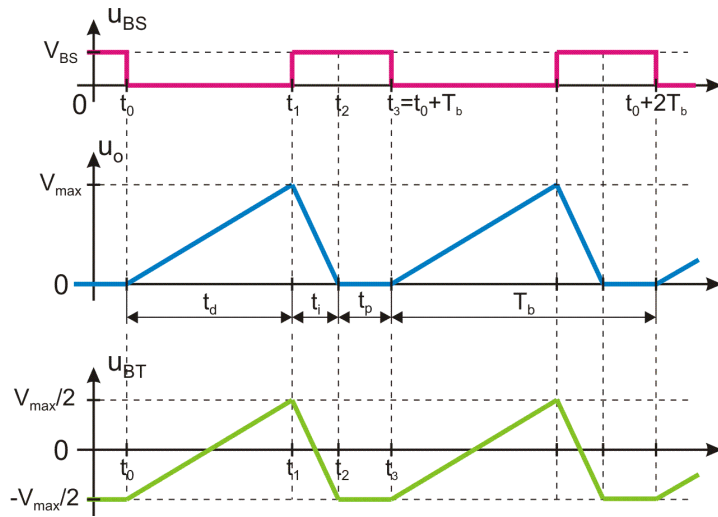 u_BS
V_BS
0 t_0 t_1 t_2 t_3=t_0+T_b t_0+2T_b
u_o
V_max
0
t_d t_i t_p T_b
u_BT
V_max/2
0
t_0 t_1 t_2 t_3
-V_max/2